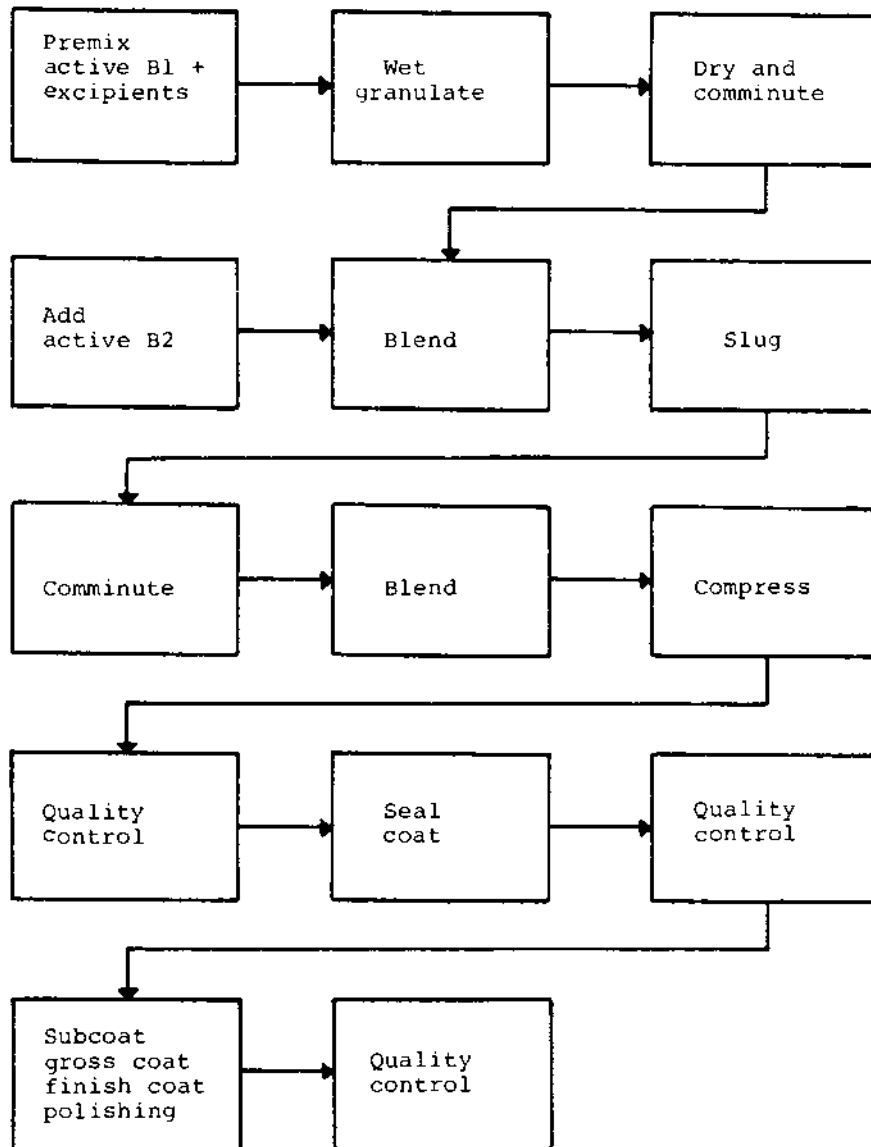 Premix
active B1 +
excipients
Wet
granulate
Dry and
comminute
Add
active B2
Blend
Slug
Comminute
Blend
Compress
Quality
control
Seal
coat
Quality
control
Subcoat
gross coat
finish coat
polishing
Quality
control